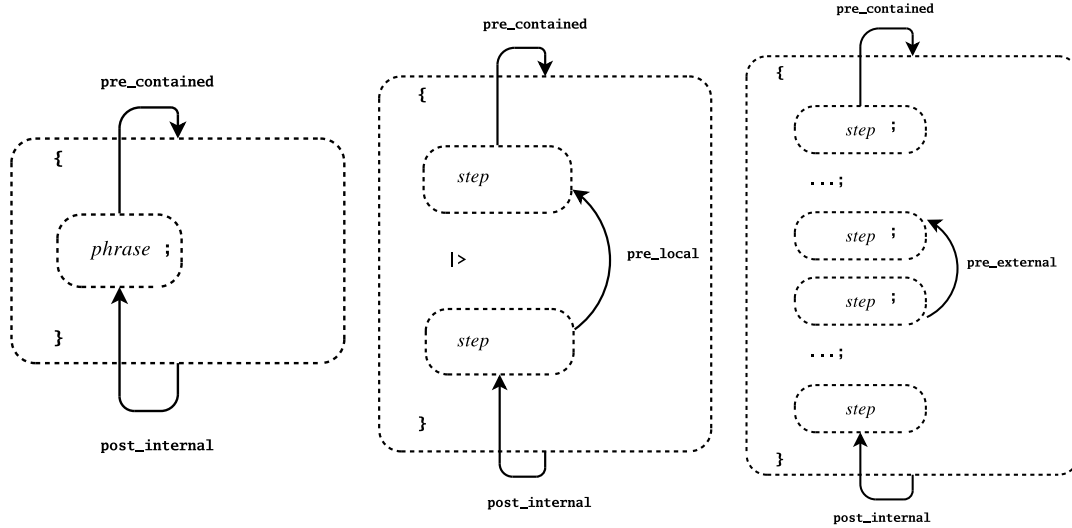 pre_contained
{
phrase ;
}
post_internal
pre_contained
{
step
|>
pre_local
step
}
post_internal
pre_contained
{
step ;
...;
step ;
pre_external
step ;
...;
step
}
post_internal